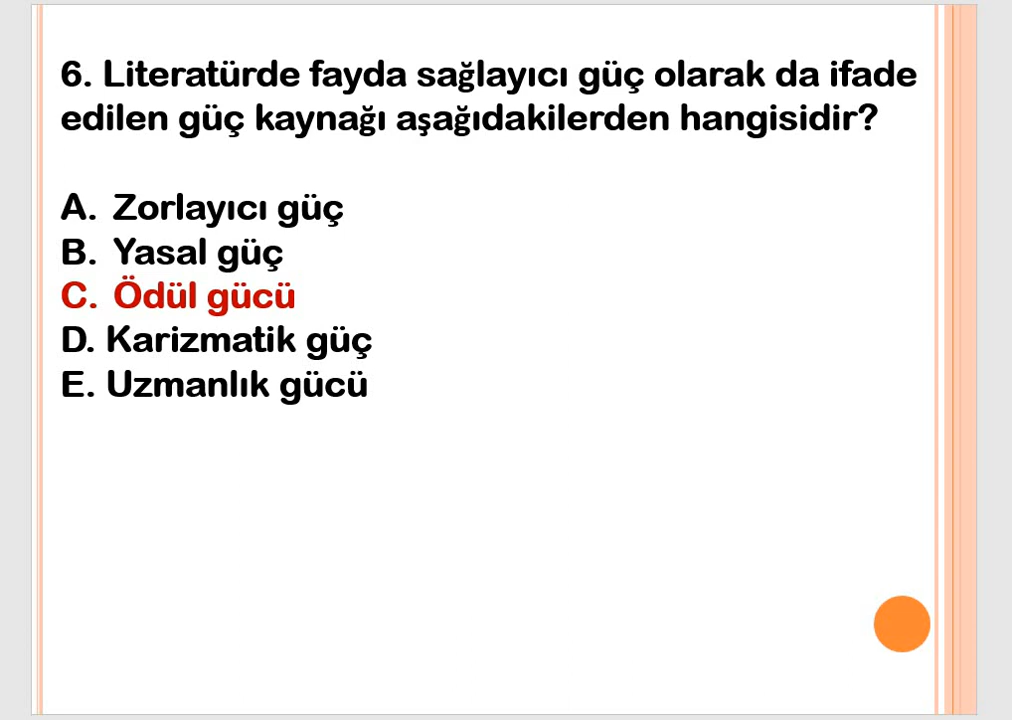 6. Literatürde fayda sağlayıcı güç olarak da ifade
edilen güç kaynağı aşağıdakilerden hangisidir?
A. Zorlayıcı güç
B. Yasal güç
C. Ödül gücü
D. Karizmatik güç
E. Uzmanlık gücü